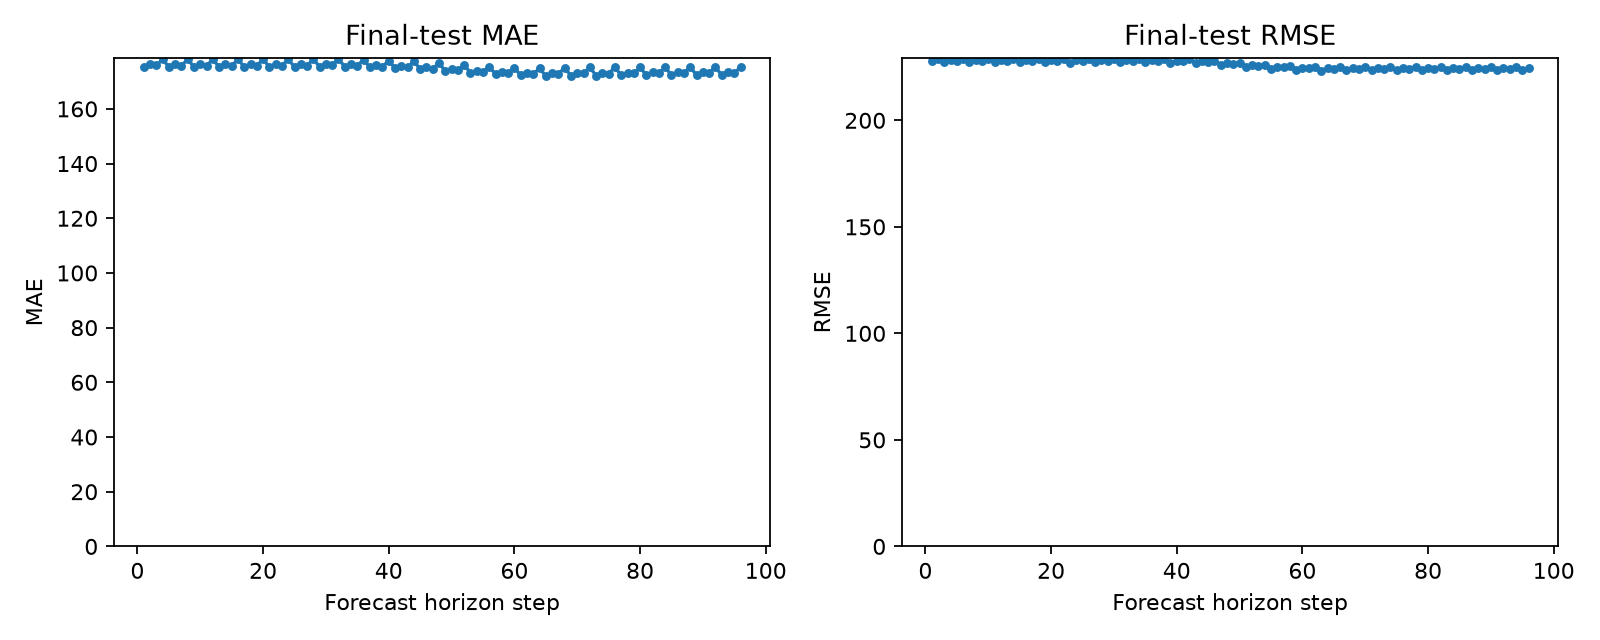 Final-test MAE
MAE
160
140
120
100
80
60
40
20
0
0 20 40 60 80 100
Forecast horizon step
Final-test RMSE
RMSE
200
150
100
50
0
0 20 40 60 80 100
Forecast horizon step